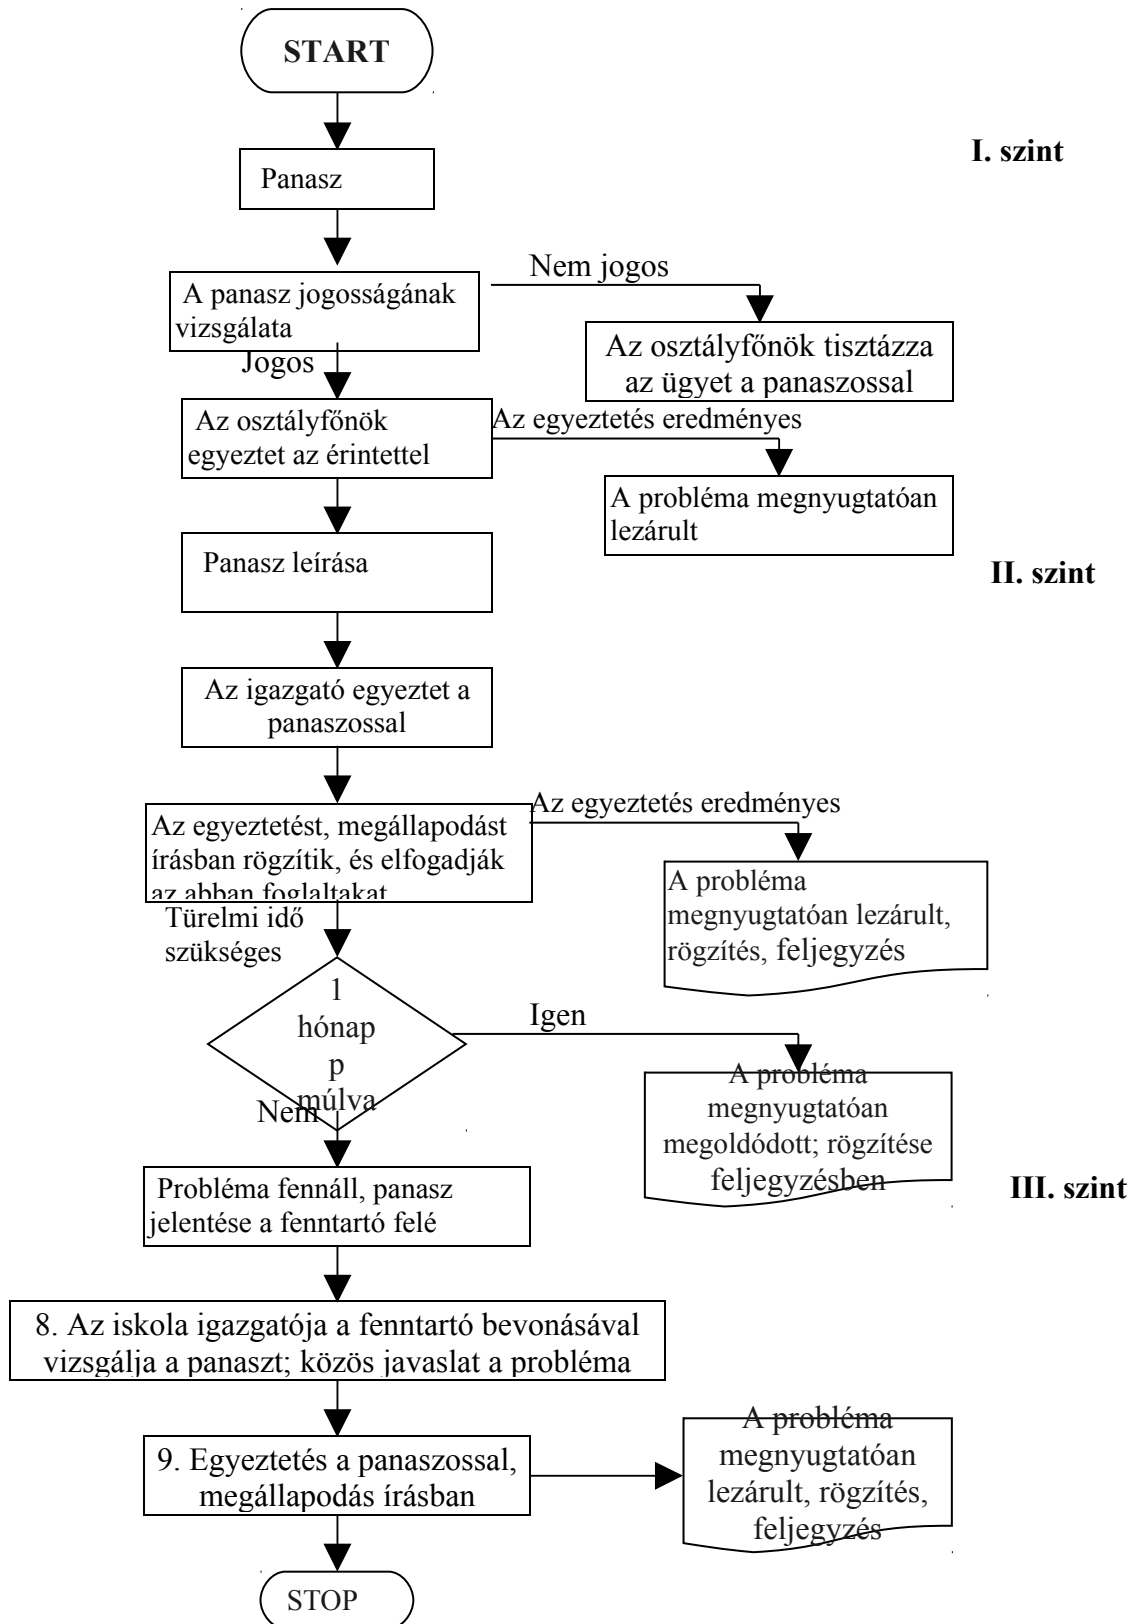 START
I. szint
Panasz
Nem jogos
A panasz jogosságának
vizsgálata
Az osztályfőnök tisztázza
az ügyet a panaszossal
Jogos
Az osztályfőnök
egyeztet az érintettel
Az egyeztetés eredményes
A probléma megnyugtatóan
lezárult
Panasz leírása
II. szint
Az igazgató egyeztet a
panaszossal
Az egyeztetés eredményes
Az egyeztetést, megállapodást
írásban rögzítik, és elfogadják
az abban foglaltakat
A probléma
megnyugtatóan lezárult,
rögzítés, feljegyzés
Türelmi idő
szükséges
1
hónap
p
múlva
Igen
Nem
A probléma
megnyugtatóan
megoldódott; rögzítése
feljegyzésben
Probléma fennáll, panasz
jelentése a fenntartó felé
III. szint
8. Az iskola igazgatója a fenntartó bevonásával
vizsgálja a panaszt; közös javaslat a probléma
9. Egyeztetés a panaszossal,
megállapodás írásban
A probléma
megnyugtatóan
lezárult, rögzítés,
feljegyzés
STOP